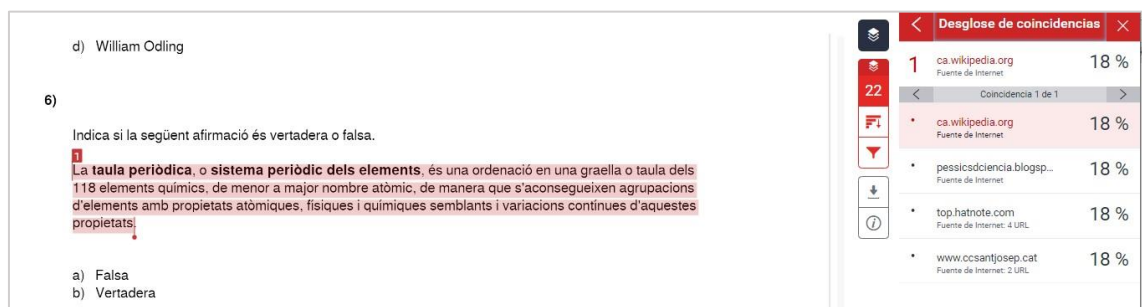 d) William Odling
6)
Indica si la següent afirmació és vertadera o falsa.
1
La taula periòdica, o sistema periòdic dels elements, és una ordenació en una graella o taula dels
118 elements químics, de menor a major nombre atòmic, de manera que s'aconsegueixen agrupacions
d'elements amb propietats atòmiques, físiques i químiques semblants i variacions contínues d'aquestes
propietats.
a) Falsa
b) Vertadera
22
Desglose de coincidencias
1 ca.wikipedia.org 18 %
Fuente de Internet
Coincidencia 1 de 1
ca.wikipedia.org 18 %
Fuente de Internet
pessicsdciencia.blogsp... 18 %
Fuente de Internet
top.hatnote.com 18 %
Fuente de Internet: 4 URL
www.ccsantjosep.cat 18 %
Fuente de Internet: 2 URL